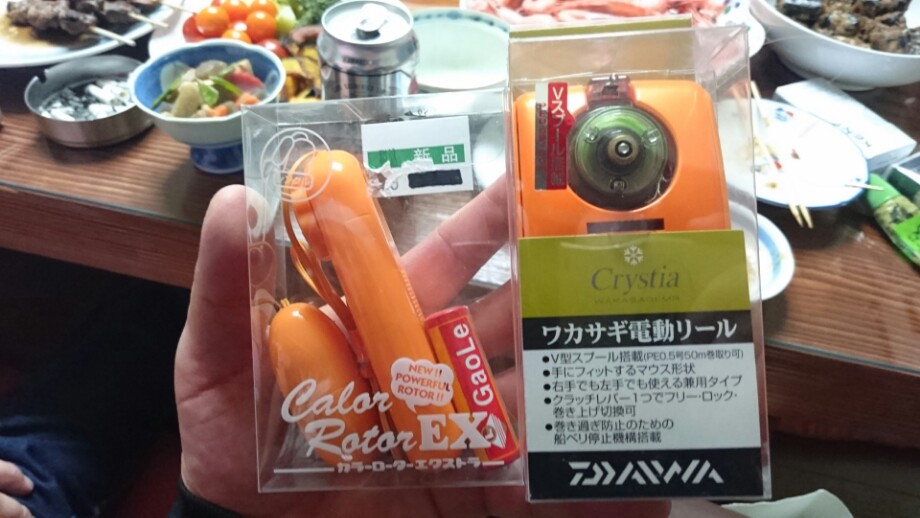 新品
NEW!!
POWERFUL
ROTOR!!
Calor
Rotor EX
カラーローターエクストラ
GaoLe
Vスプール
Crystia
ワカサギ電動リール
●V型スプール搭載(PE0.5号50m巻取り可)
●手にフィットするマウス形状
●右手でも左手でも使える兼用タイプ
●クラッチレバー1つでフリー・ロック・
巻き上げ切換可
●巻き過ぎ防止のための
船ベリ停止機構搭載
DAIWA